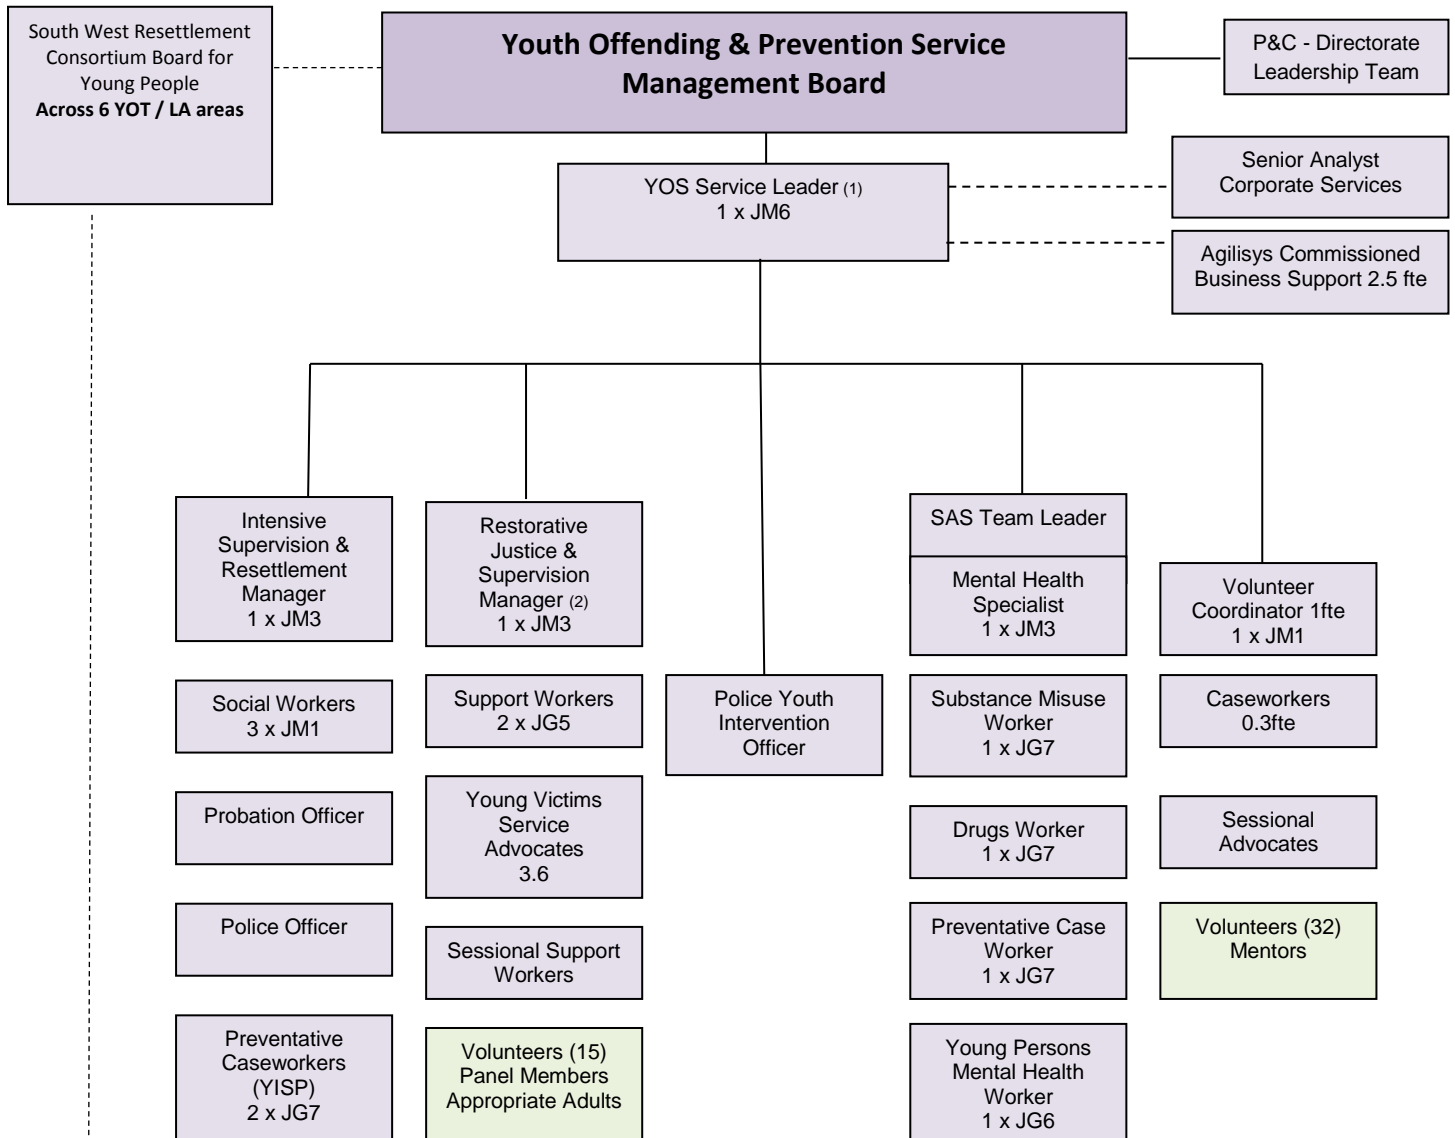 South West Resettlement
Consortium Board for
Young People
Across 6 YOT / LA areas
Youth Offending & Prevention Service
Management Board
P&C - Directorate
Leadership Team
YOS Service Leader (1)
1 x JM6
Senior Analyst
Corporate Services
Agilisys Commissioned
Business Support 2.5 fte
Intensive
Supervision &
Resettlement
Manager
1 x JM3
Social Workers
3 x JM1
Probation Officer
Police Officer
Preventative
Caseworkers
(YISP)
2 x JG7
Restorative
Justice &
Supervision
Manager (2)
1 x JM3
Support Workers
2 x JG5
Young Victims
Service
Advocates
3.6
Sessional Support
Workers
Volunteers (15)
Panel Members
Appropriate Adults
Police Youth
Intervention
Officer
SAS Team Leader
Mental Health
Specialist
1 x JM3
Substance Misuse
Worker
1 x JG7
Drugs Worker
1 x JG7
Preventative Case
Worker
1 x JG7
Young Persons
Mental Health
Worker
1 x JG6
Volunteer
Coordinator 1fte
1 x JM1
Caseworkers
0.3fte
Sessional
Advocates
Volunteers (32)
Mentors